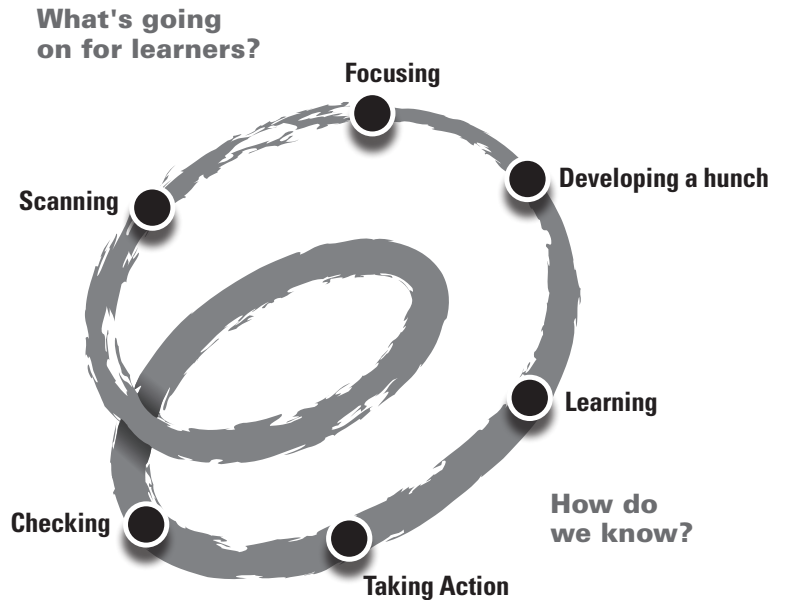 What's going
on for learners?
Focusing
Developing a hunch
Scanning
Learning
How do
we know?
Checking
Taking Action